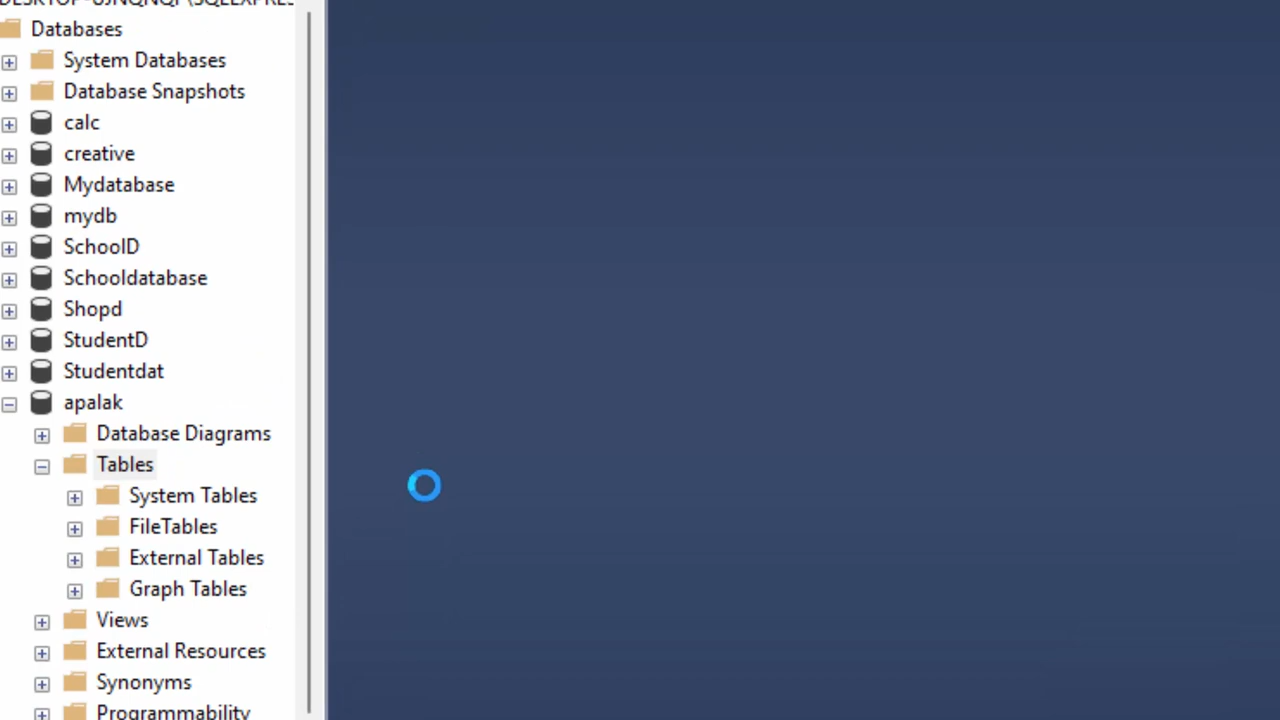 Databases
System Databases
Database Snapshots
calc
creative
Mydatabase
mydb
SchoolD
Schooldatabase
Shopd
StudentD
Studentdat
apalak
Database Diagrams
Tables
System Tables
FileTables
External Tables
Graph Tables
Views
External Resources
Synonyms
Programmability